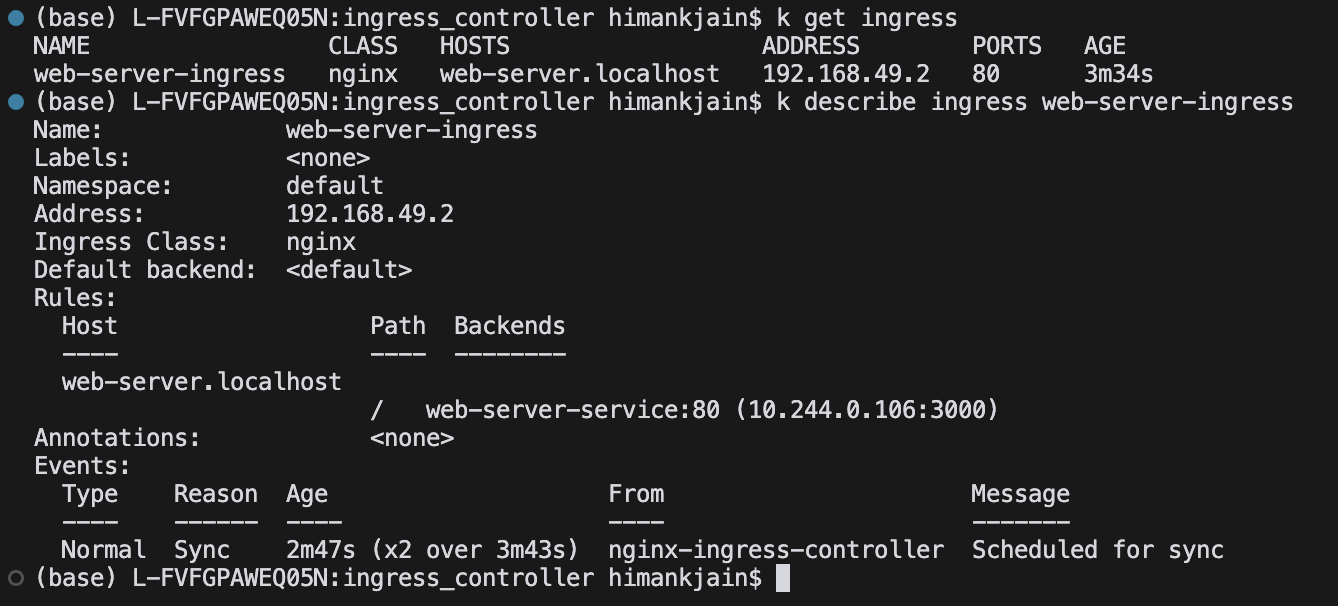 (base) L-FVFGPAWEQ05N:ingress_controller himankjain$ k get ingress
NAME CLASS HOSTS ADDRESS PORTS AGE
web-server-ingress nginx web-server.localhost 192.168.49.2 80 3m34s
(base) L-FVFGPAWEQ05N:ingress_controller himankjain$ k describe ingress web-server-ingress
Name: web-server-ingress
Labels: <none>
Namespace: default
Address: 192.168.49.2
Ingress Class: nginx
Default backend: <default>
Rules:
Host Path Backends
---- ---- --------
web-server.localhost
/ web-server-service:80 (10.244.0.106:3000)
Annotations: <none>
Events:
Type Reason Age From Message
---- ------ ---- ---- -------
Normal Sync 2m47s (x2 over 3m43s) nginx-ingress-controller Scheduled for sync
(base) L-FVFGPAWEQ05N:ingress_controller himankjain$